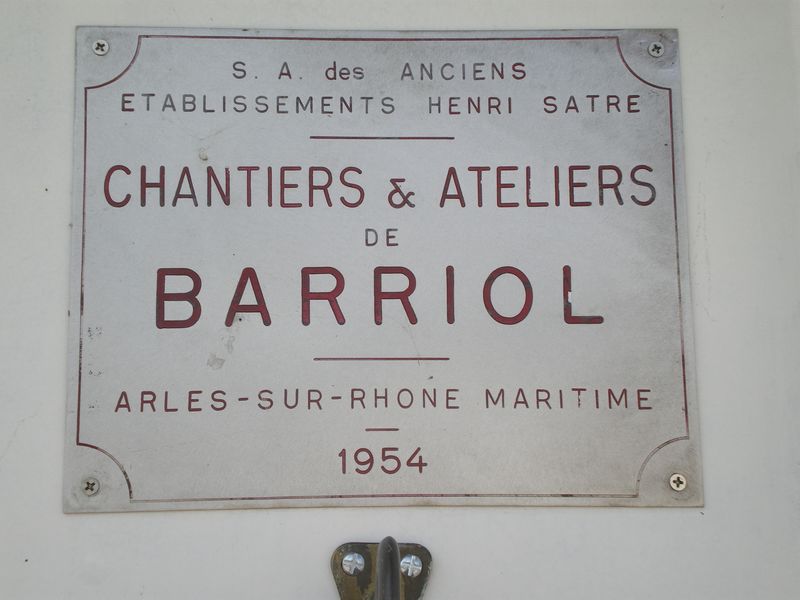 S. A. des ANCIENS
ETABLISSEMENTS HENRI SATRE
CHANTIERS & ATELIERS
DE
BARRIOL
ARLES-SUR-RHONE MARITIME
1954